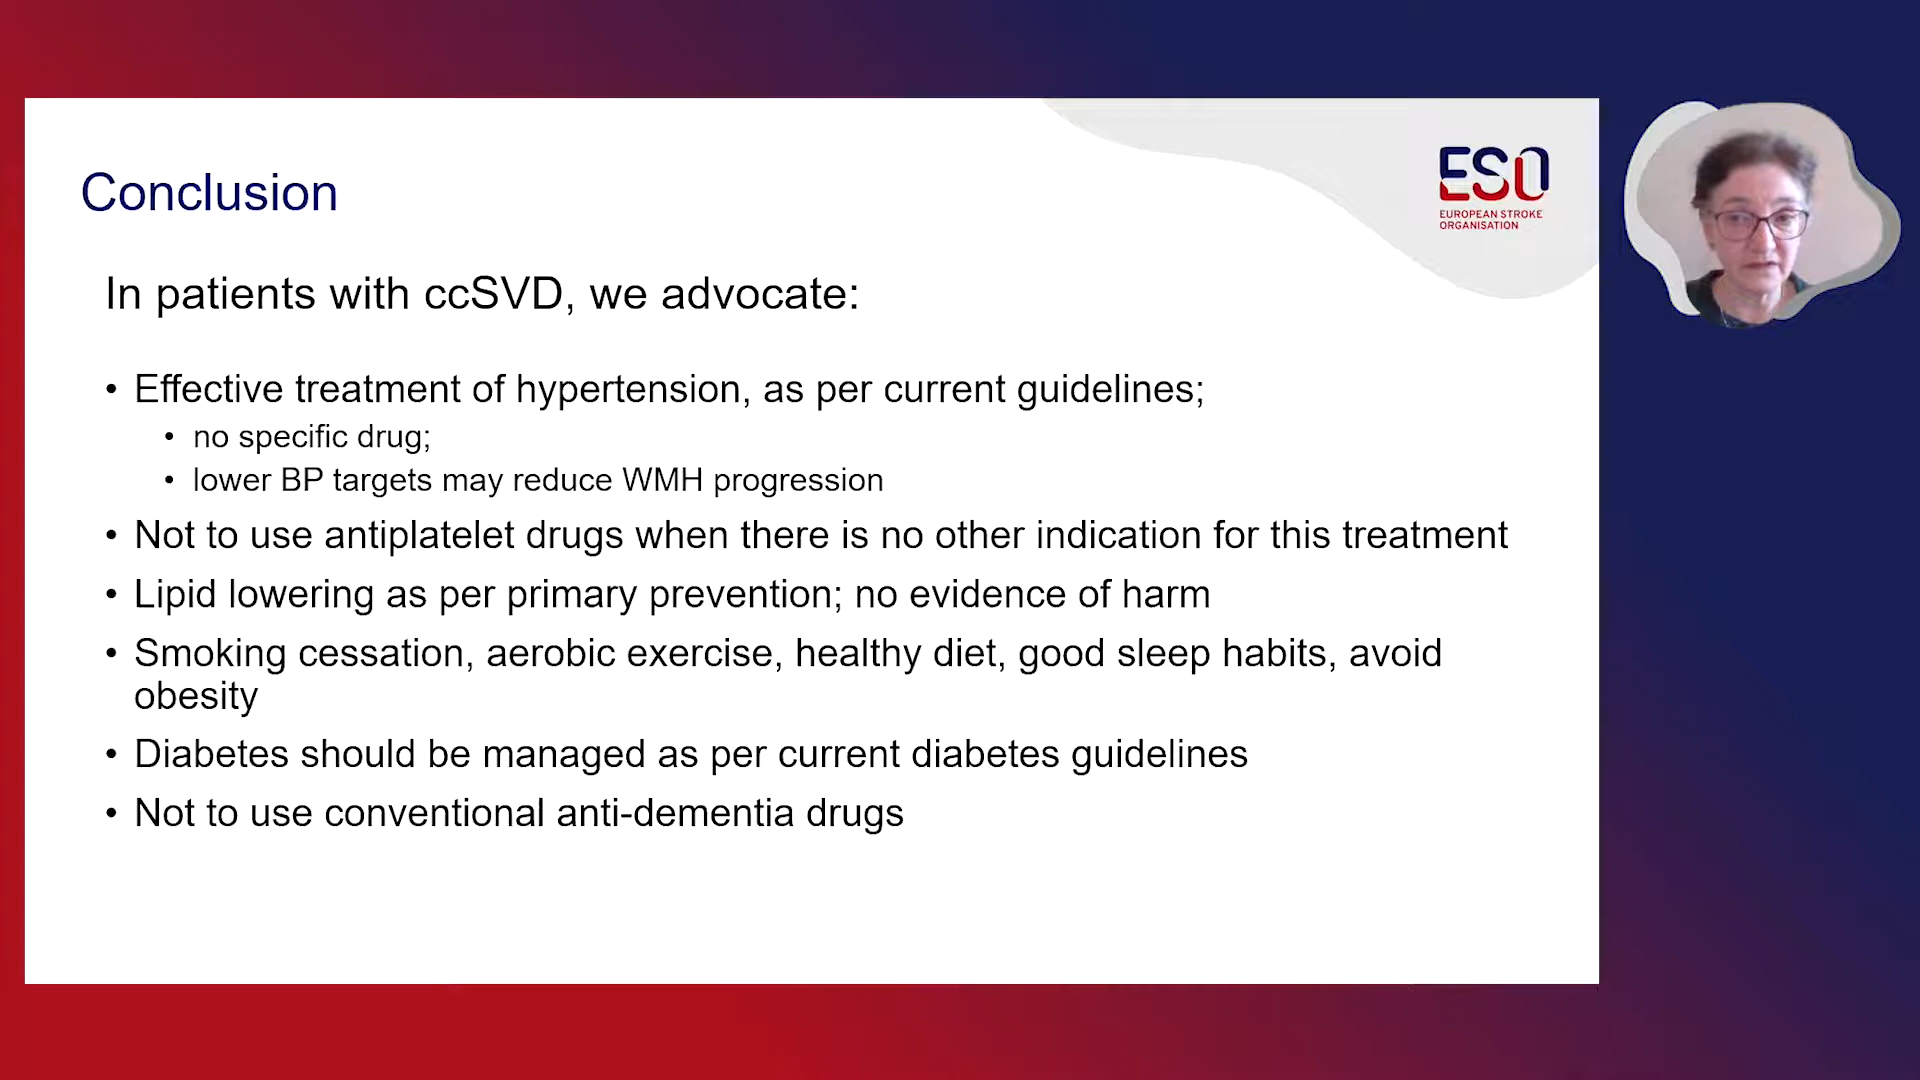 ESO
EUROPEAN STROKE
ORGANISATION
Conclusion
In patients with ccSVD, we advocate:
• Effective treatment of hypertension, as per current guidelines;
• no specific drug;
• lower BP targets may reduce WMH progression
• Not to use antiplatelet drugs when there is no other indication for this treatment
• Lipid lowering as per primary prevention; no evidence of harm
• Smoking cessation, aerobic exercise, healthy diet, good sleep habits, avoid
obesity
• Diabetes should be managed as per current diabetes guidelines
• Not to use conventional anti-dementia drugs